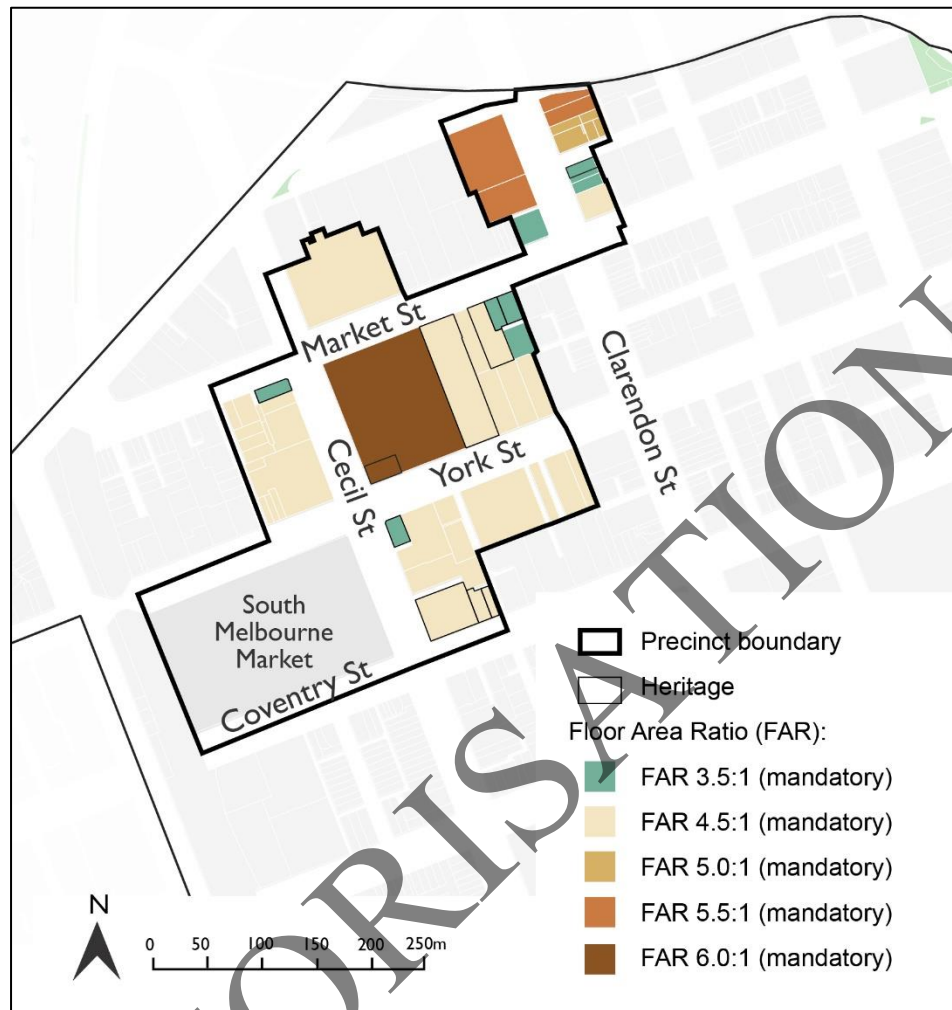 Market St
Clarendon St
Cecil St
York St
South
Melbourne
Market
Coventry St
Precinct boundary
Heritage
Floor Area Ratio (FAR):
FAR 3.5:1 (mandatory)
FAR 4.5:1 (mandatory)
FAR 5.0:1 (mandatory)
FAR 5.5:1 (mandatory)
FAR 6.0:1 (mandatory)
N
0 50 100 150 200 250m
ORISATION